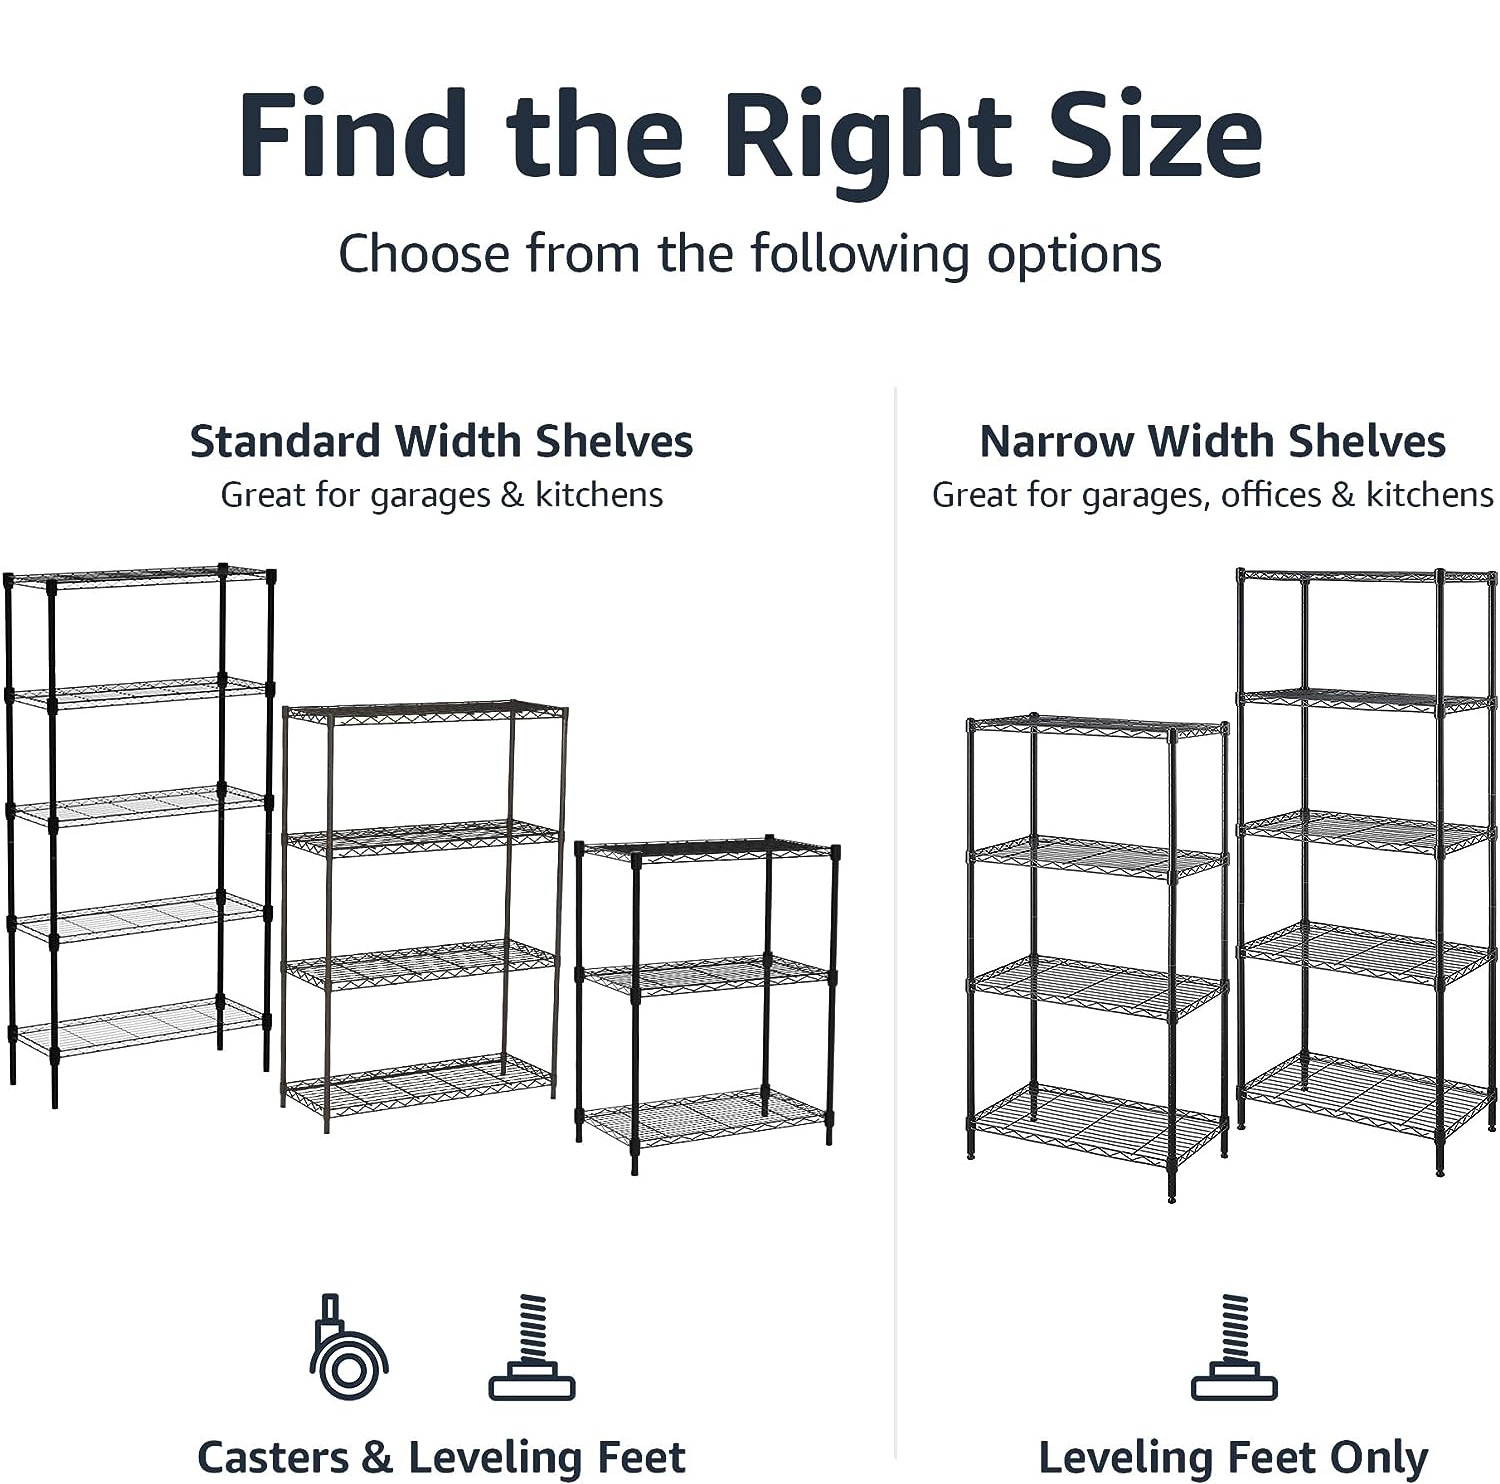 Find the Right Size
Choose from the following options
Standard Width Shelves
Great for garages & kitchens
Narrow Width Shelves
Great for garages, offices & kitchens
Casters & Leveling Feet
Leveling Feet Only